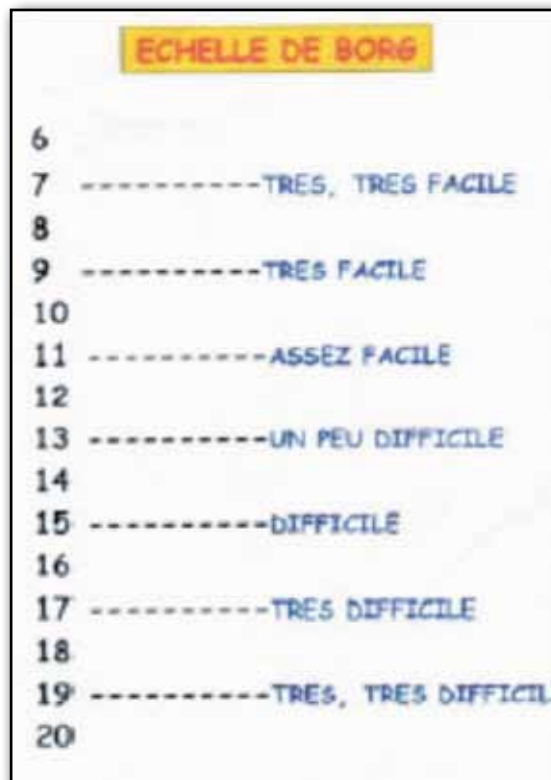 ECHELLE DE BORG
6
7 ----------TRES, TRES FACILE
8
9 ----------TRES FACILE
10
11 ----------ASSEZ FACILE
12
13 ----------UN PEU DIFFICILE
14
15 ----------DIFFICILE
16
17 ----------TRES DIFFICILE
18
19 ----------TRES, TRES DIFFICIL
20